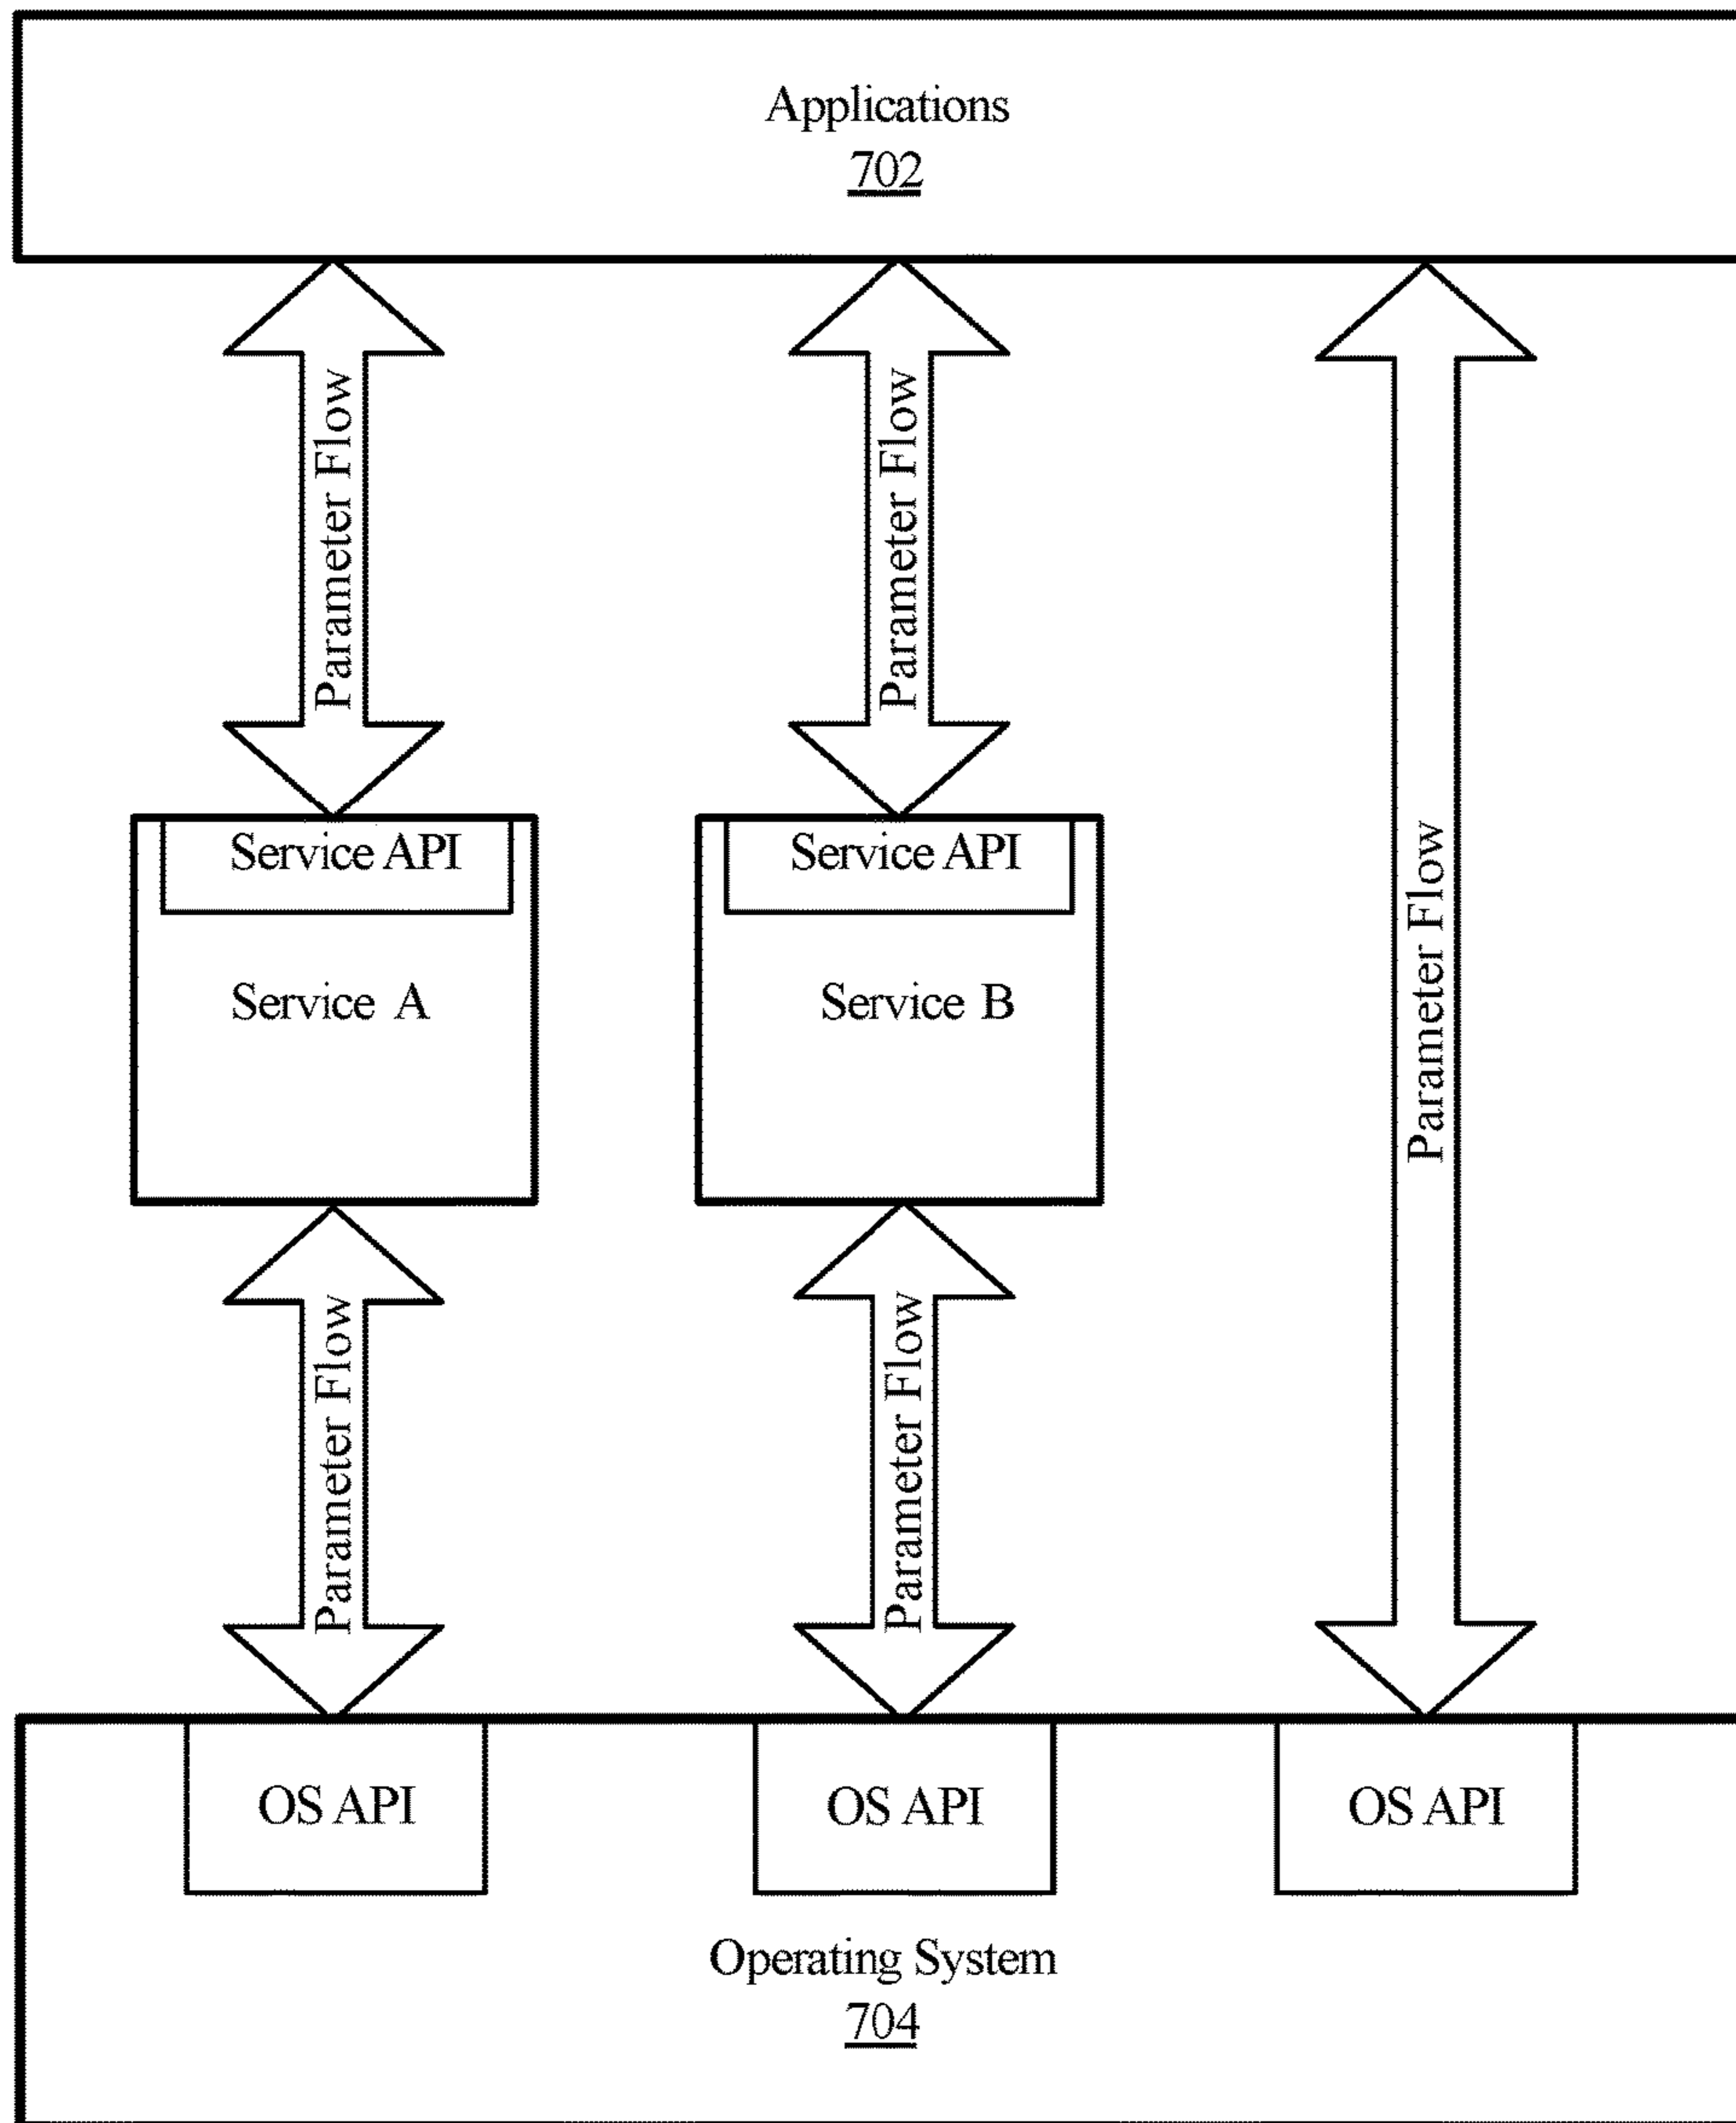 Applications
702
Parameter Flow
Parameter Flow
Parameter Flow
Service API
Service API
Service A
Service B
Parameter Flow
Parameter Flow
OS API
OS API
OS API
Operating System
704